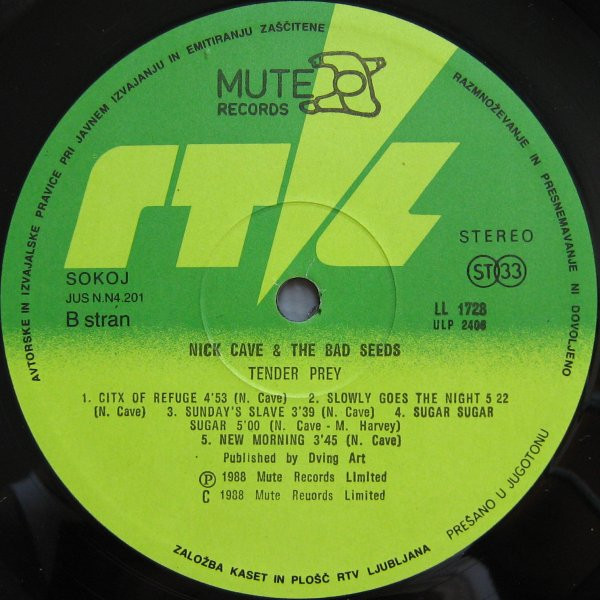 AVTORSKE IN IZVAJALSKE PRAVICE PRI JAVNEM IZVAJANJU IN EMITIRANJU ZAŠČITENE
RAZMNOŽEVANJE IN PRESNEMAVANJE NI DOVOLJENO
MUTE
RECORDS
rtvl
STEREO
SOKOJ
JUS N.N4.201
B stran
ST 33
LL 1728
ULP 2406
NICK CAVE & THE BAD SEEDS
TENDER PREY
1. CITX OF REFUGE 4'53 (N. Cave) 2. SLOWLY GOES THE NIGHT 5 22
(N. Cave) 3. SUNDAY'S SLAVE 3'39 (N. Cave) 4. SUGAR SUGAR
SUGAR 5'00 (N. Cave - M. Harvey)
5. NEW MORNING 3'45 (N. Cave)
Published by Dving Art
Ⓟ 1988 Mute Records LImited
C 1988 Mute Reuords Limited
PREŠANO U JUGOTONU
ZALOŽBA KASET IN PLOŠČ RTV LJUBLJANA